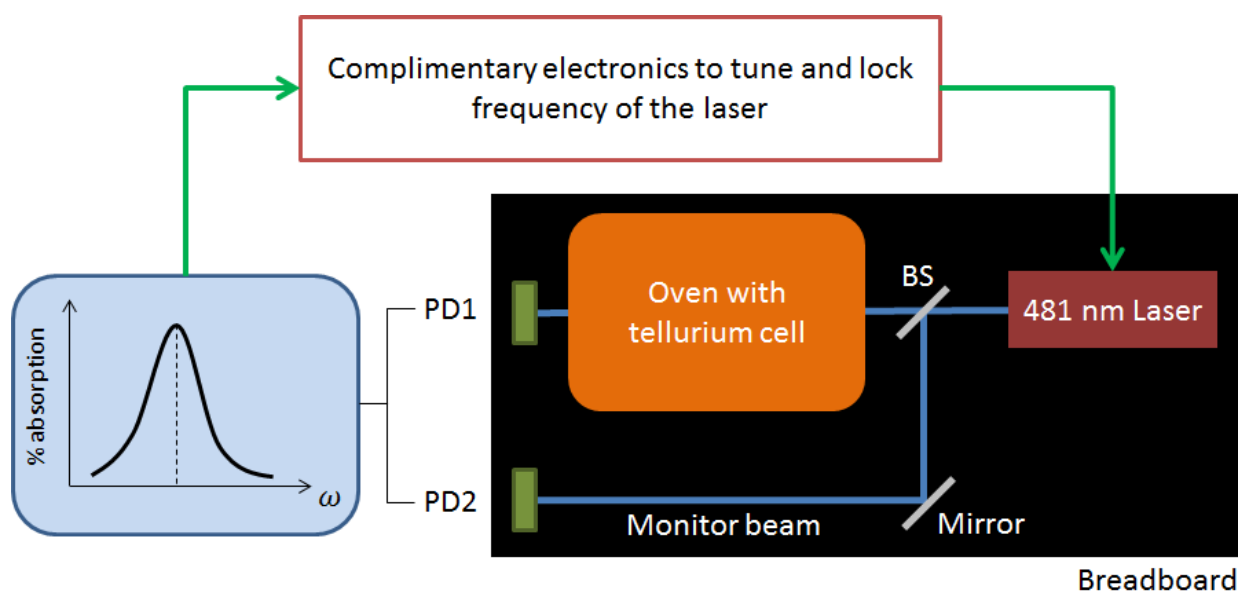 Complimentary electronics to tune and lock
frequency of the laser
% absorption
ω
PD1
PD2
Oven with
tellurium cell
BS
481 nm Laser
Monitor beam
Mirror
Breadboard